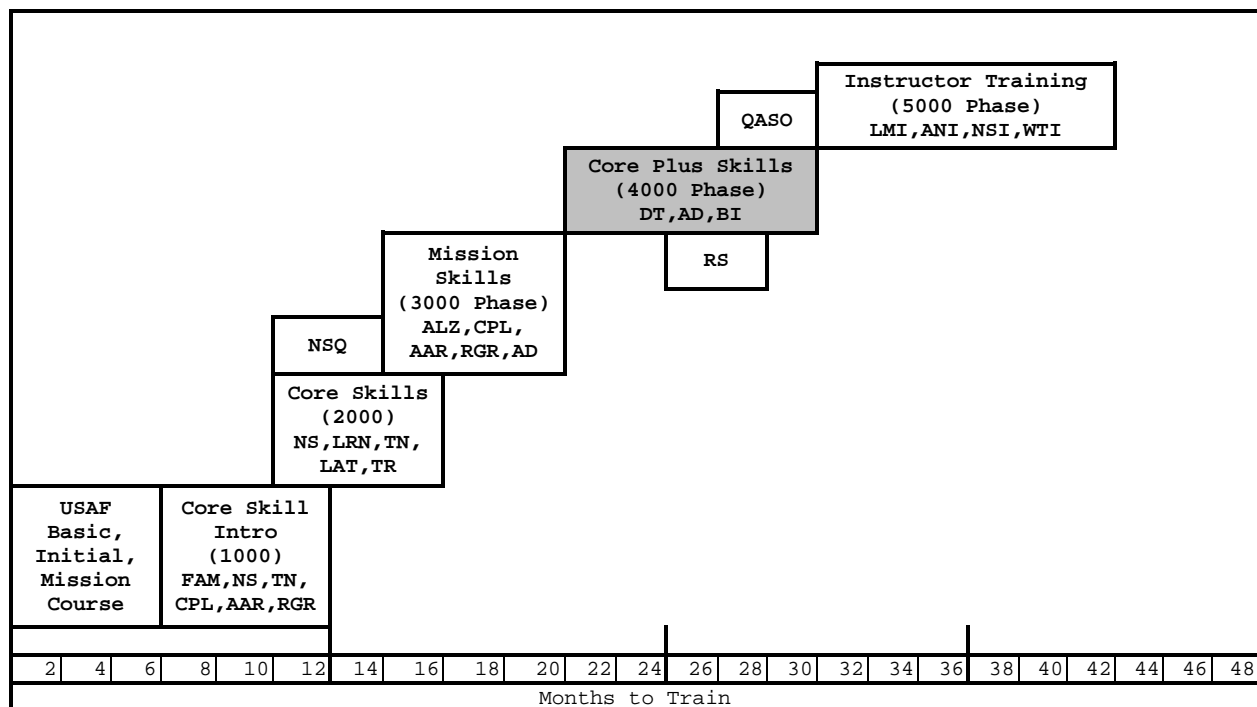 Instructor Training
(5000 Phase)
LMI,ANI,NSI,WTI
QASO
Core Plus Skills
(4000 Phase)
DT,AD,BI
RS
Mission
Skills
(3000 Phase)
ALZ,CPL,
AAR,RGR,AD
NSQ
Core Skills
(2000)
NS,LRN,TN,
LAT,TR
USAF
Basic,
Initial,
Mission
Course
Core Skill
Intro
(1000)
FAM,NS,TN,
CPL,AAR,RGR
2 4 6 8 10 12 14 16 18 20 22 24 26 28 30 32 34 36 38 40 42 44 46 48
Months to Train